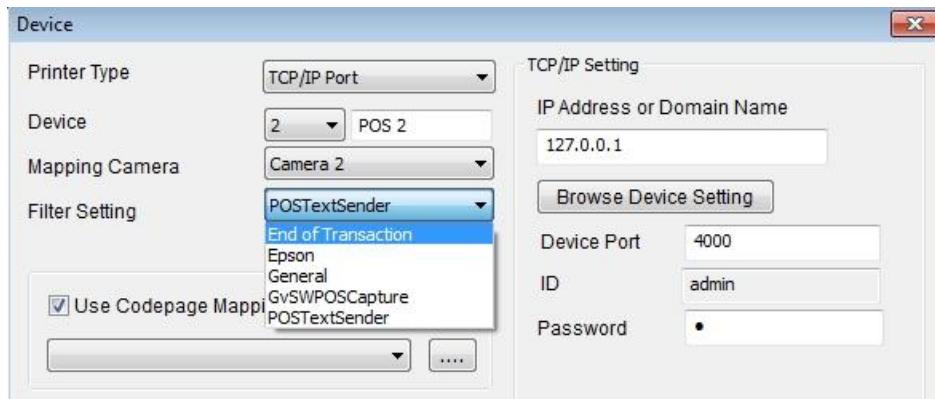 Device
Printer Type
TCP/IP Port
Device
2
POS 2
Mapping Camera
Camera 2
Filter Setting
POSTextSender
End of Transaction
Epson
General
GvSWPOSCapture
POSTextSender
Use Codepage Mappi
....
TCP/IP Setting
IP Address or Domain Name
127.0.0.1
Browse Device Setting
Device Port
4000
ID
admin
Password
•